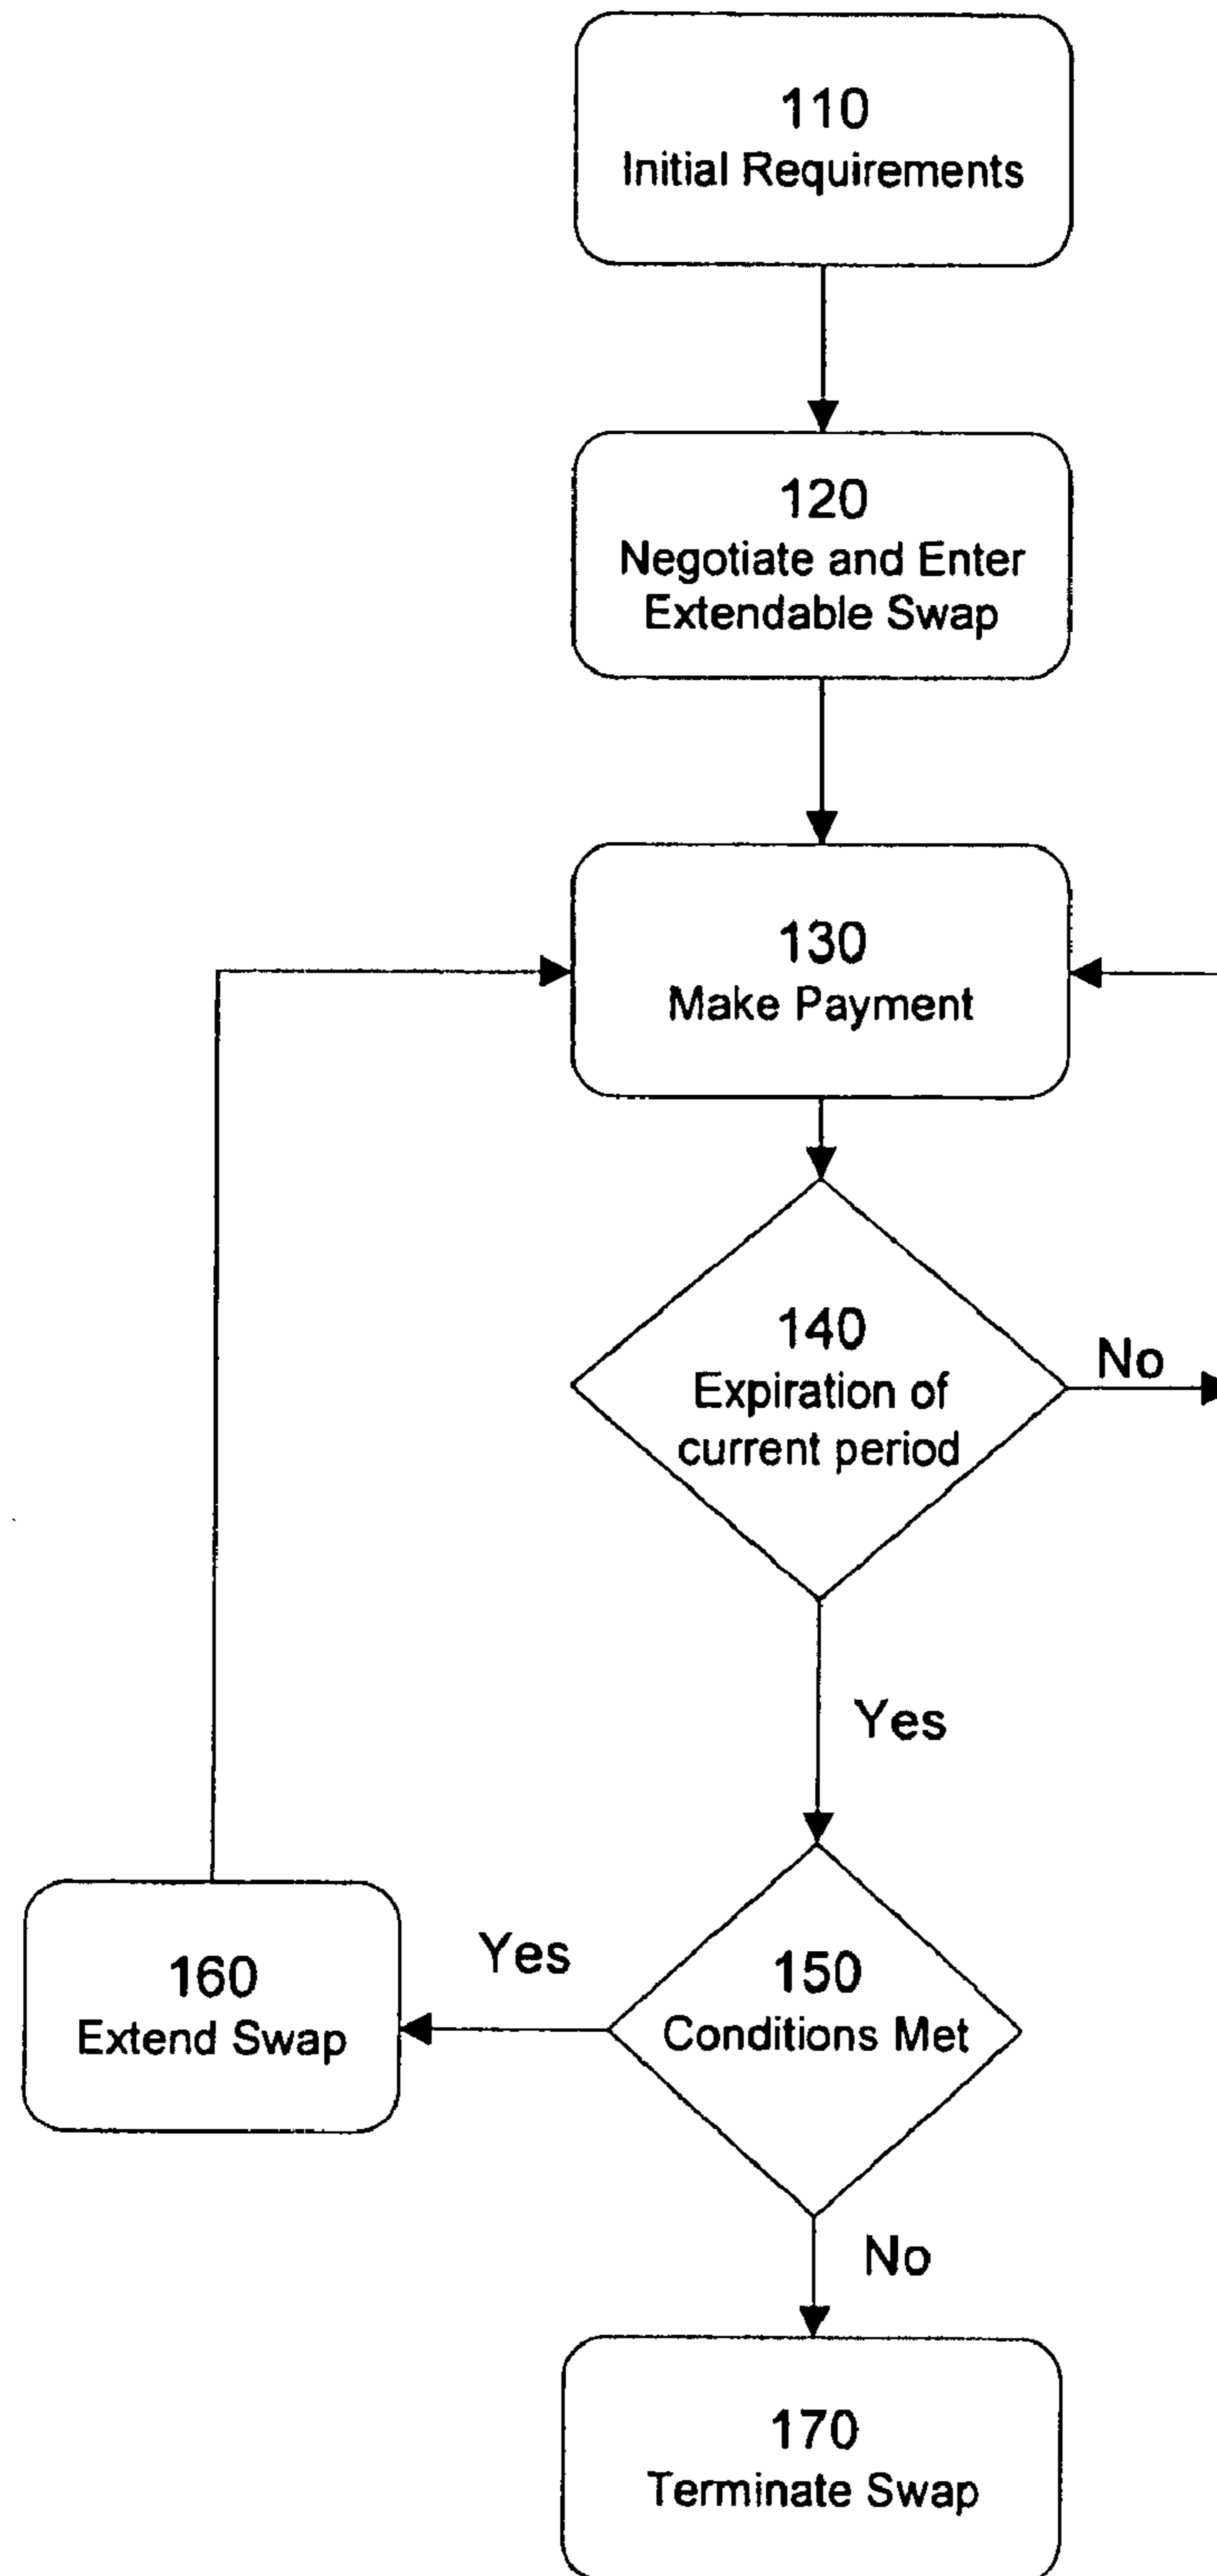 110
Initial Requirements
120
Negotiate and Enter
Extendable Swap
130
Make Payment
140
Expiration of
current period
No
Yes
150
Conditions Met
Yes
160
Extend Swap
No
170
Terminate Swap